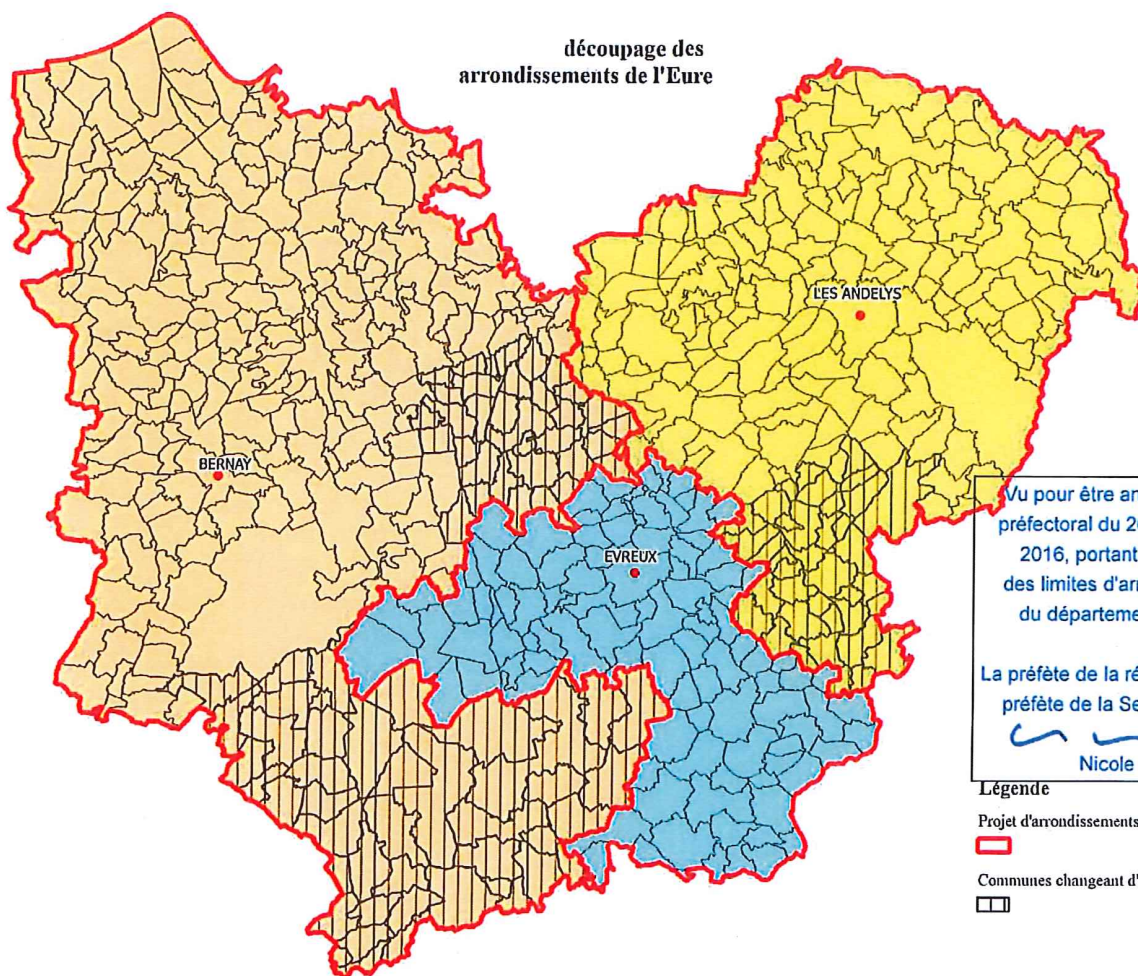 découpage des
arrondissements de l'Eure
LES ANDELYS
BERNAY
EVREUX
Vu pour être an
préfectoral du 2
2016, portant
des limites d'arr
du départeme
La préfète de la ré
préfète de la Se
Nicole
Légende
Projet d'arrondissements
Communes changeant d'